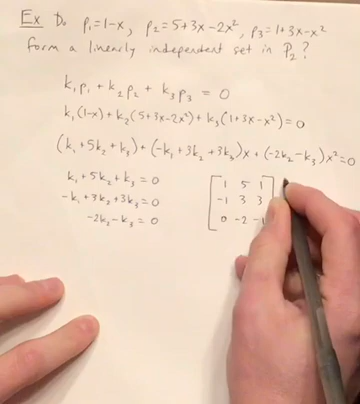 Ex Do p₁=1-x, p₂=5+3x-2x², p₃=1+3x-x²
form a linearly independent set in P₂?
k₁p₁ + k₂p₂ + k₃p₃ = 0
k₁(1-x) + k₂(5+3x-2x²) + k₃(1+3x-x²)=0
(k₁+5k₂+k₃) + (-k₁+3k₂+3k₃)x + (-2k₂-k₃)x²=0
k₁+5k₂+k₃=0
-k₁+3k₂+3k₃=0
-2k₂-k₃=0
1 5 1
-1 3 3
0 -2 -1